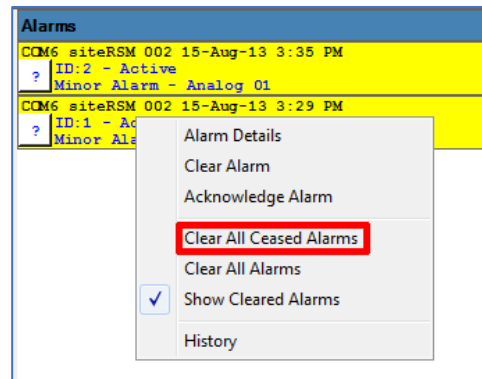 Alarms
COM6 siteRSM 002 15-Aug-13 3:35 PM
? ID:2 - Active
Minor Alarm - Analog 01
COM6 siteRSM 002 15-Aug-13 3:29 PM
? ID:1 -
Minor
Alarm Details
Clear Alarm
Acknowledge Alarm
Clear All Ceased Alarms
Clear All Alarms
Show Cleared Alarms
History